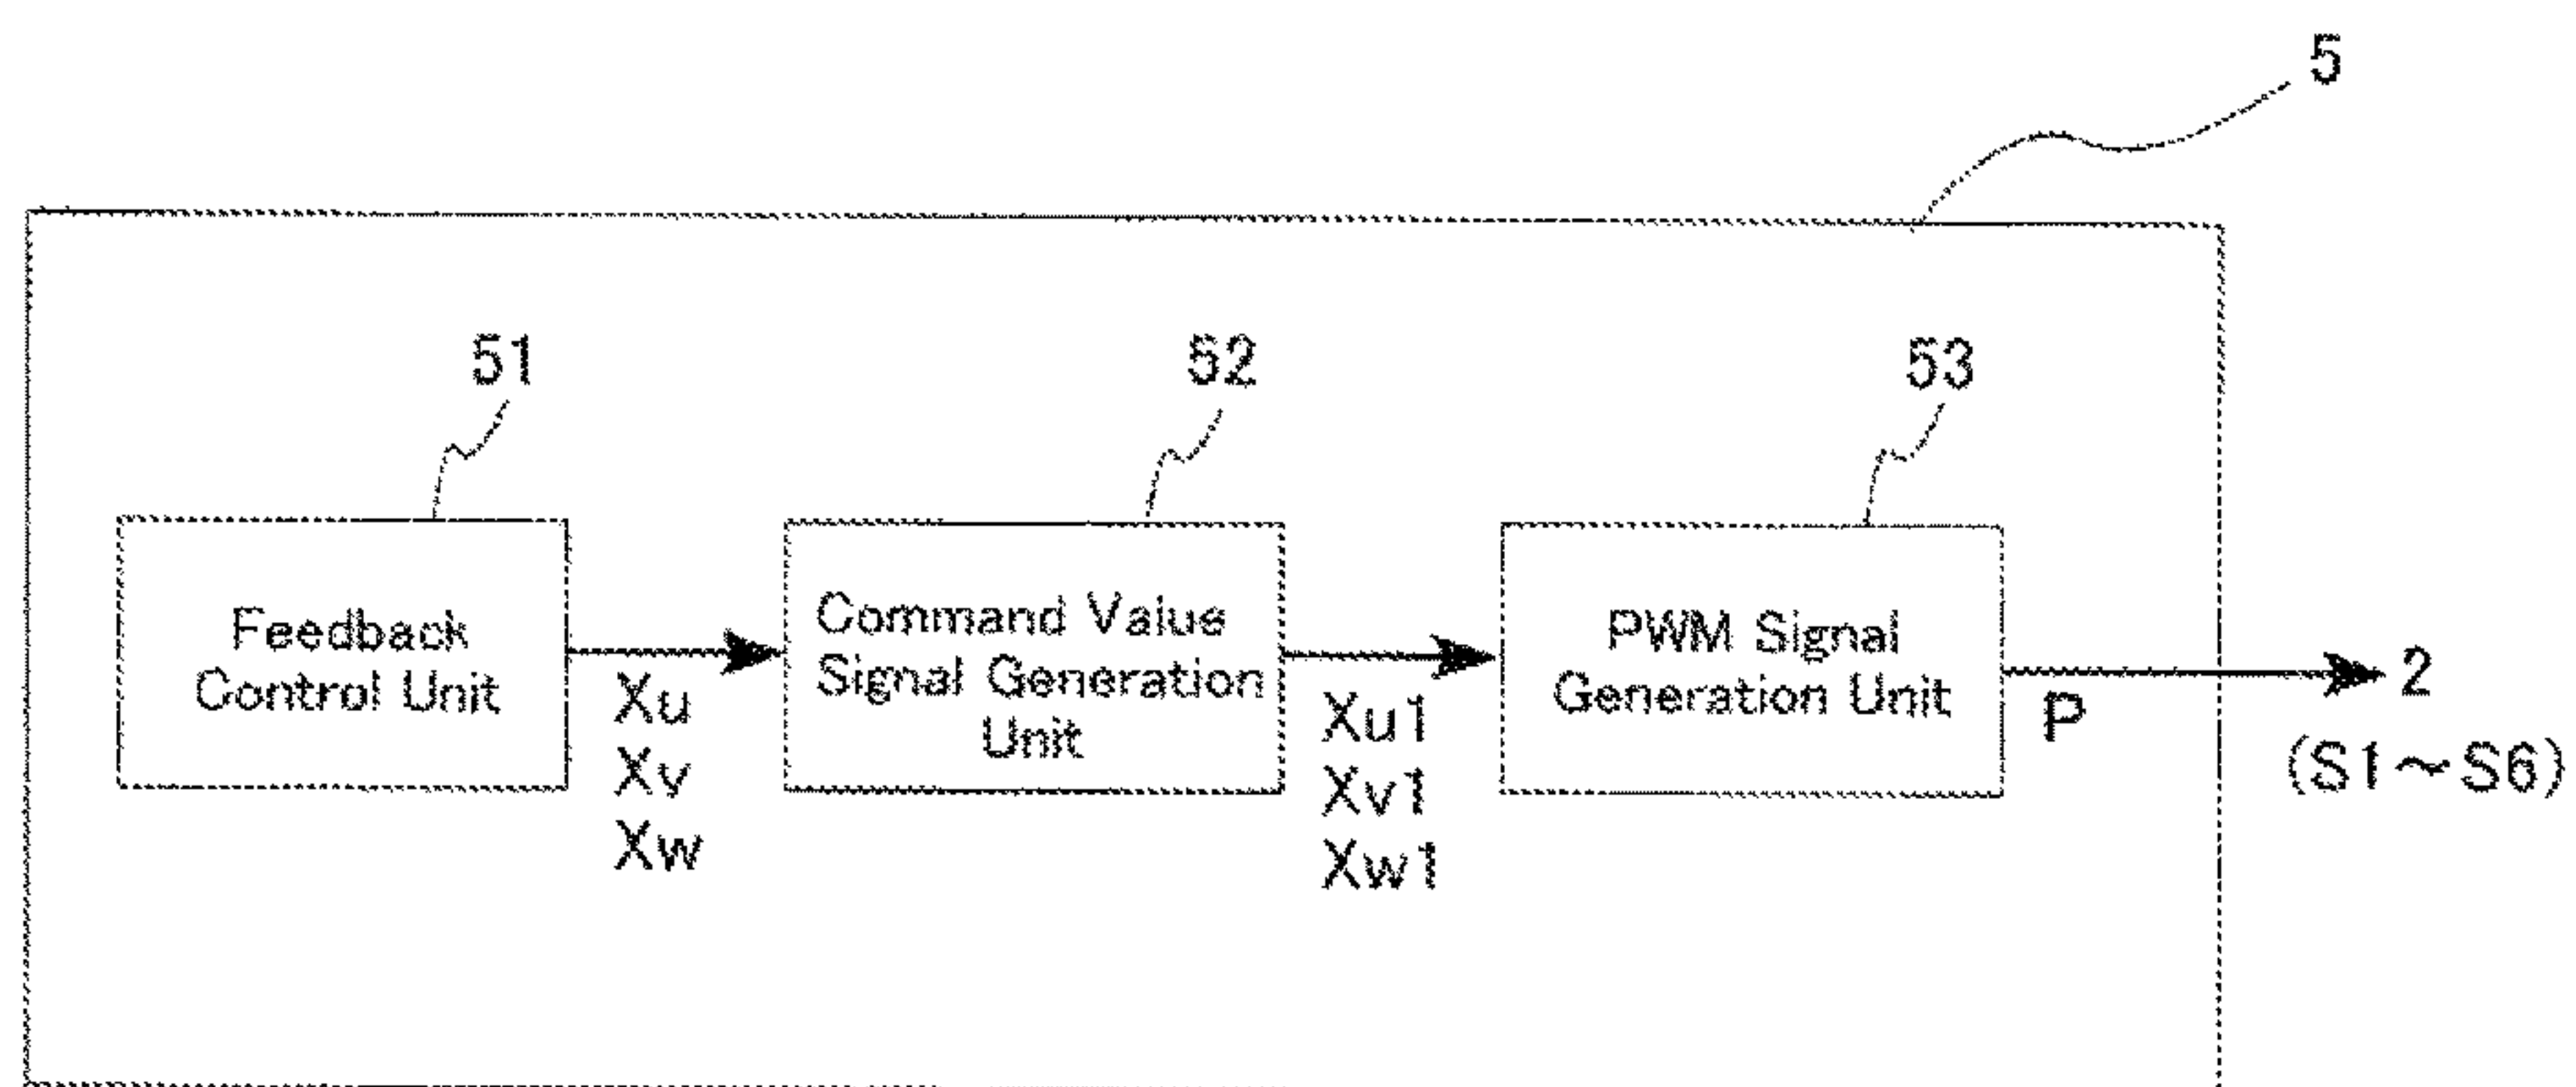 5
51
52
53
Feedback
Control Unit
Xu
Xv
Xw
Command Value
Signal Generation
Unit
Xu1
Xv1
Xw1
PWM Signal
Generation Unit
P
2
(S1~S6)